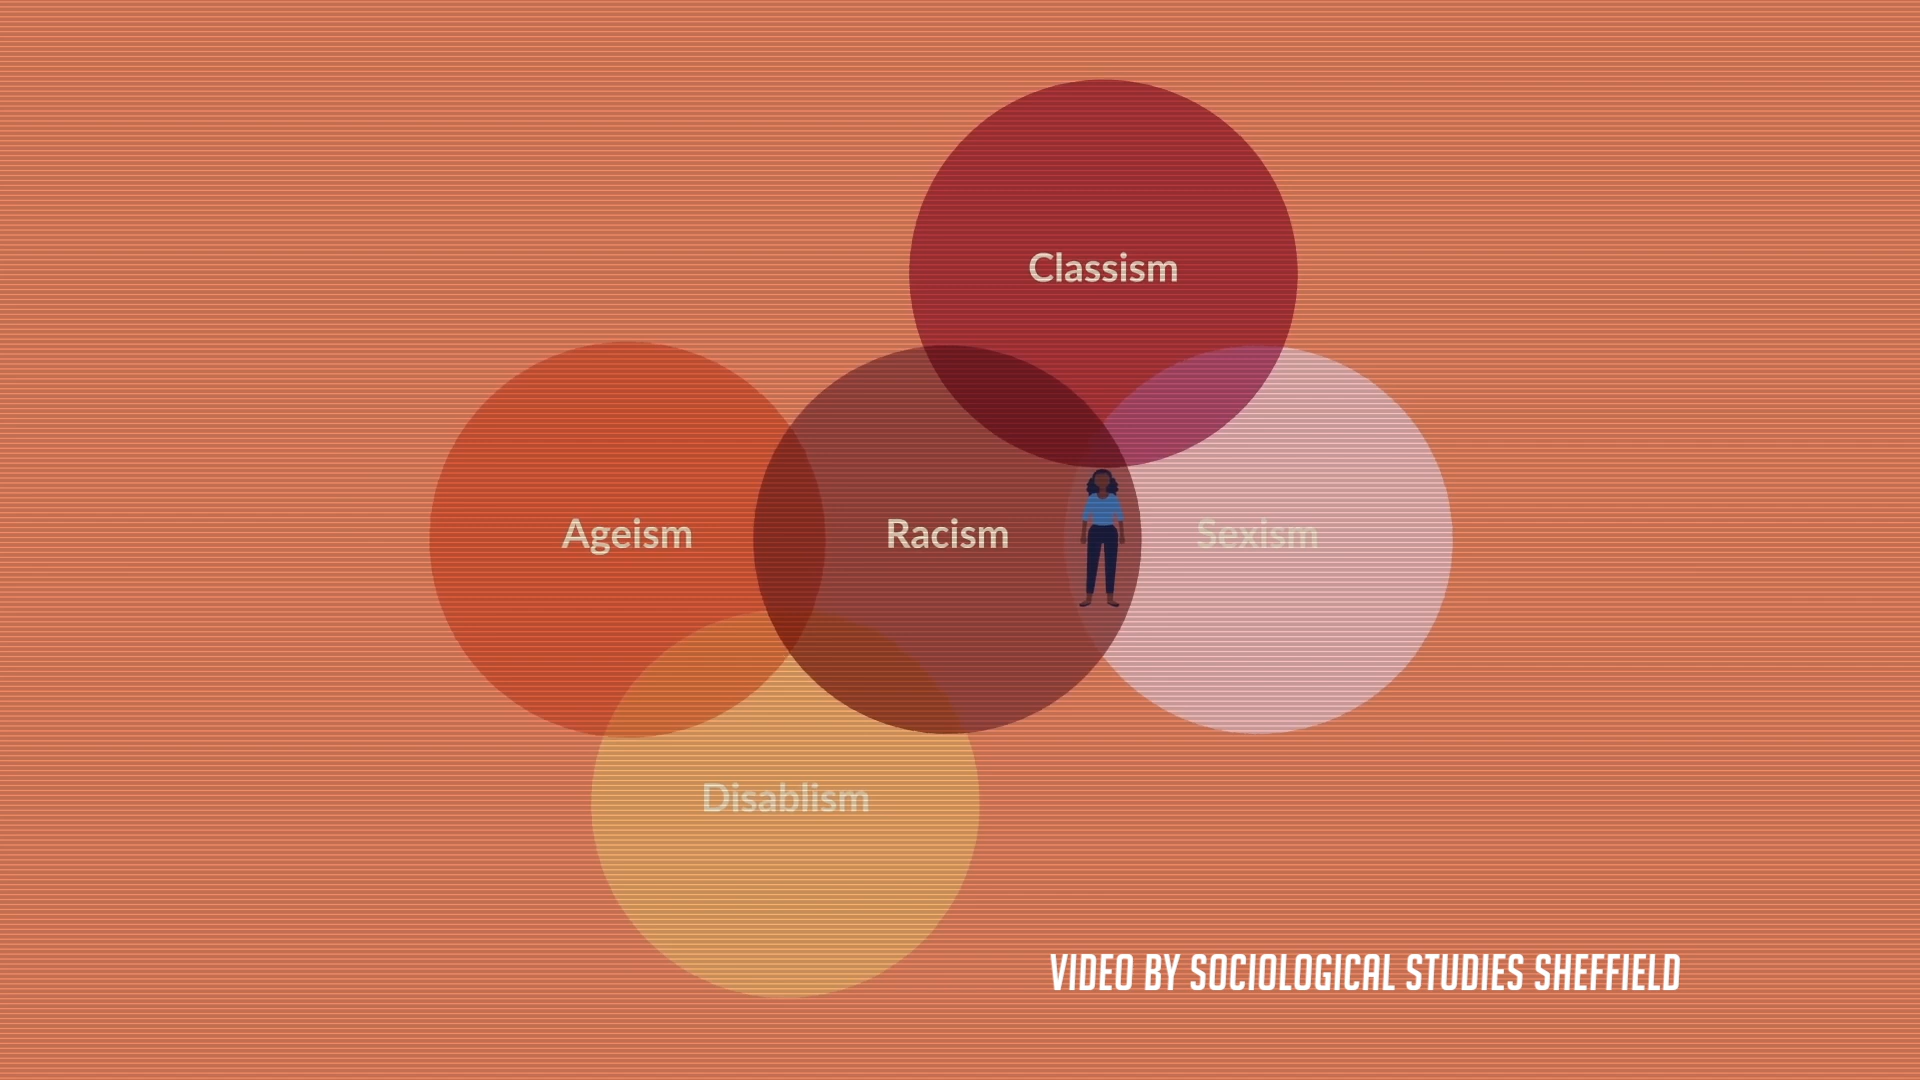 Classism
Ageism
Racism
Sexism
Disablism
VIDEO BY SOCIOLOGICAL STUDIES SHEFFIELD